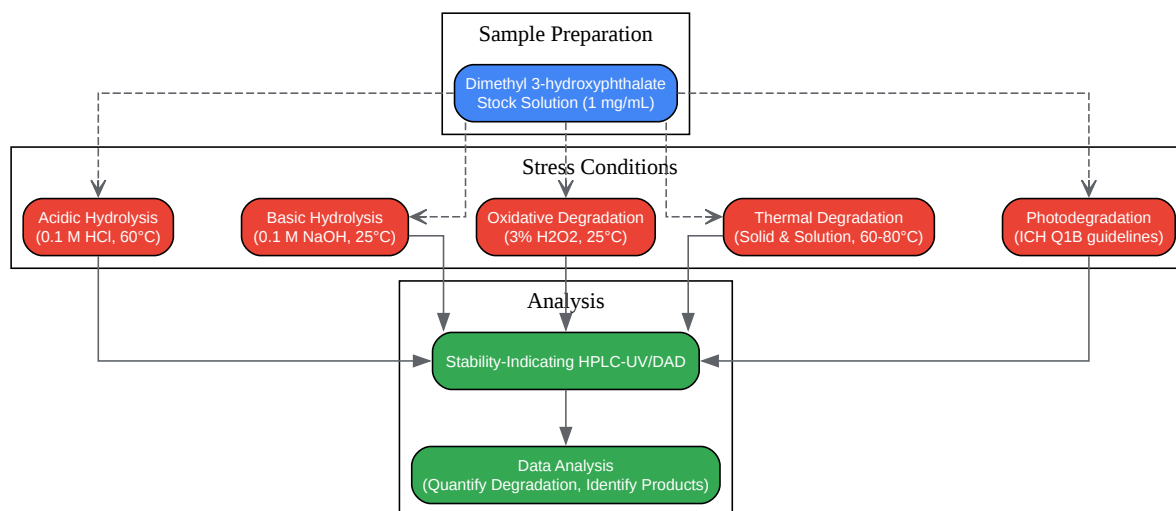 Sample Preparation
Dimethyl 3-hydroxyphthalate
Stock Solution (1 mg/mL)
Stress Conditions
Acidic Hydrolysis
(0.1 M HCl, 60°C)
Basic Hydrolysis
(0.1 M NaOH, 25°C)
Oxidative Degradation
(3% H2O2, 25°C)
Thermal Degradation
(Solid & Solution, 60-80°C)
Photodegradation
(ICH Q1B guidelines)
Analysis
Stability-Indicating HPLC-UV/DAD
Data Analysis
(Quantify Degradation, Identify Products)